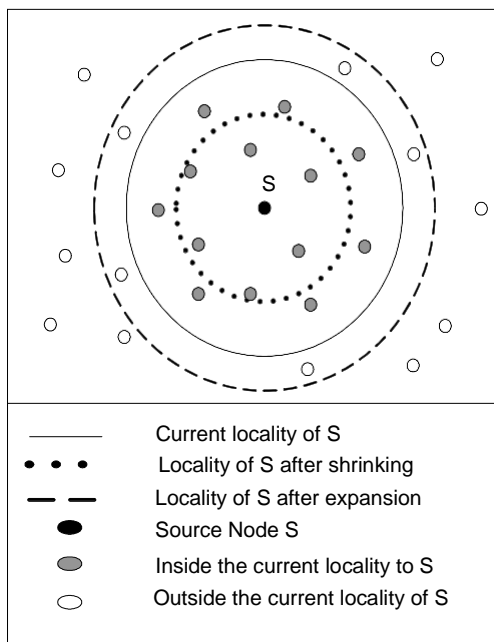 S
Current locality of S
Locality of S after shrinking
Locality of S after expansion
Source Node S
Inside the current locality to S
Outside the current locality of S